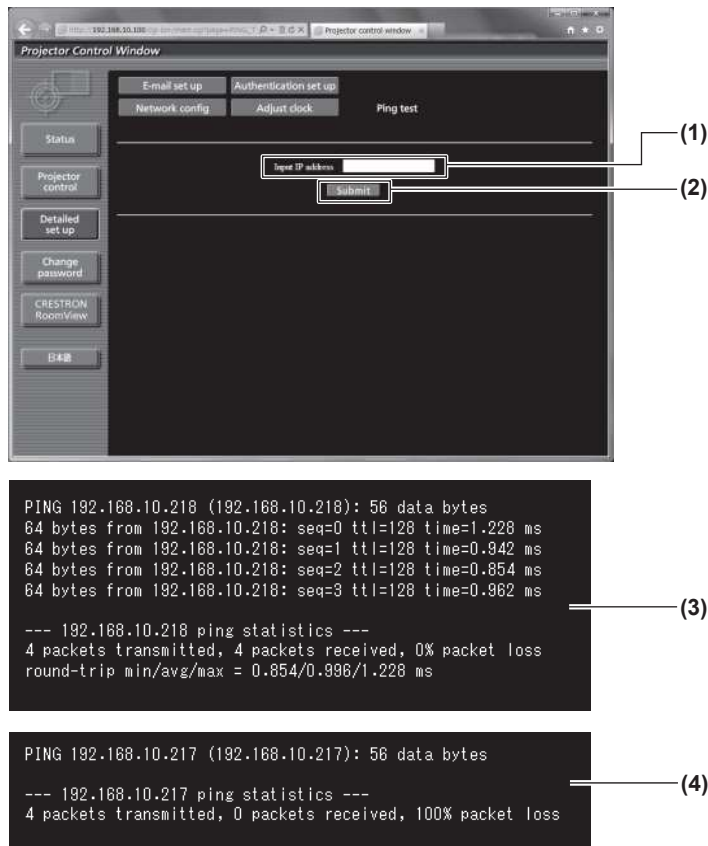 192.168.10.100
Projector control window
Projector Control Window
E-mail set up
Authentication set up
Network config
Adjust clock
Ping test
Status
Projector control
Detailed set up
Change password
CRESTRON RoomView
日本語
Input IP address
Submit
(1)
(2)
PING 192.168.10.218 (192.168.10.218): 56 data bytes
64 bytes from 192.168.10.218: seq=0 ttl=128 time=1.228 ms
64 bytes from 192.168.10.218: seq=1 ttl=128 time=0.942 ms
64 bytes from 192.168.10.218: seq=2 ttl=128 time=0.854 ms
64 bytes from 192.168.10.218: seq=3 ttl=128 time=0.962 ms
--- 192.168.10.218 ping statistics ---
4 packets transmitted, 4 packets received, 0% packet loss
round-trip min/avg/max = 0.854/0.996/1.228 ms
(3)
PING 192.168.10.217 (192.168.10.217): 56 data bytes
--- 192.168.10.217 ping statistics ---
4 packets transmitted, 0 packets received, 100% packet loss
(4)